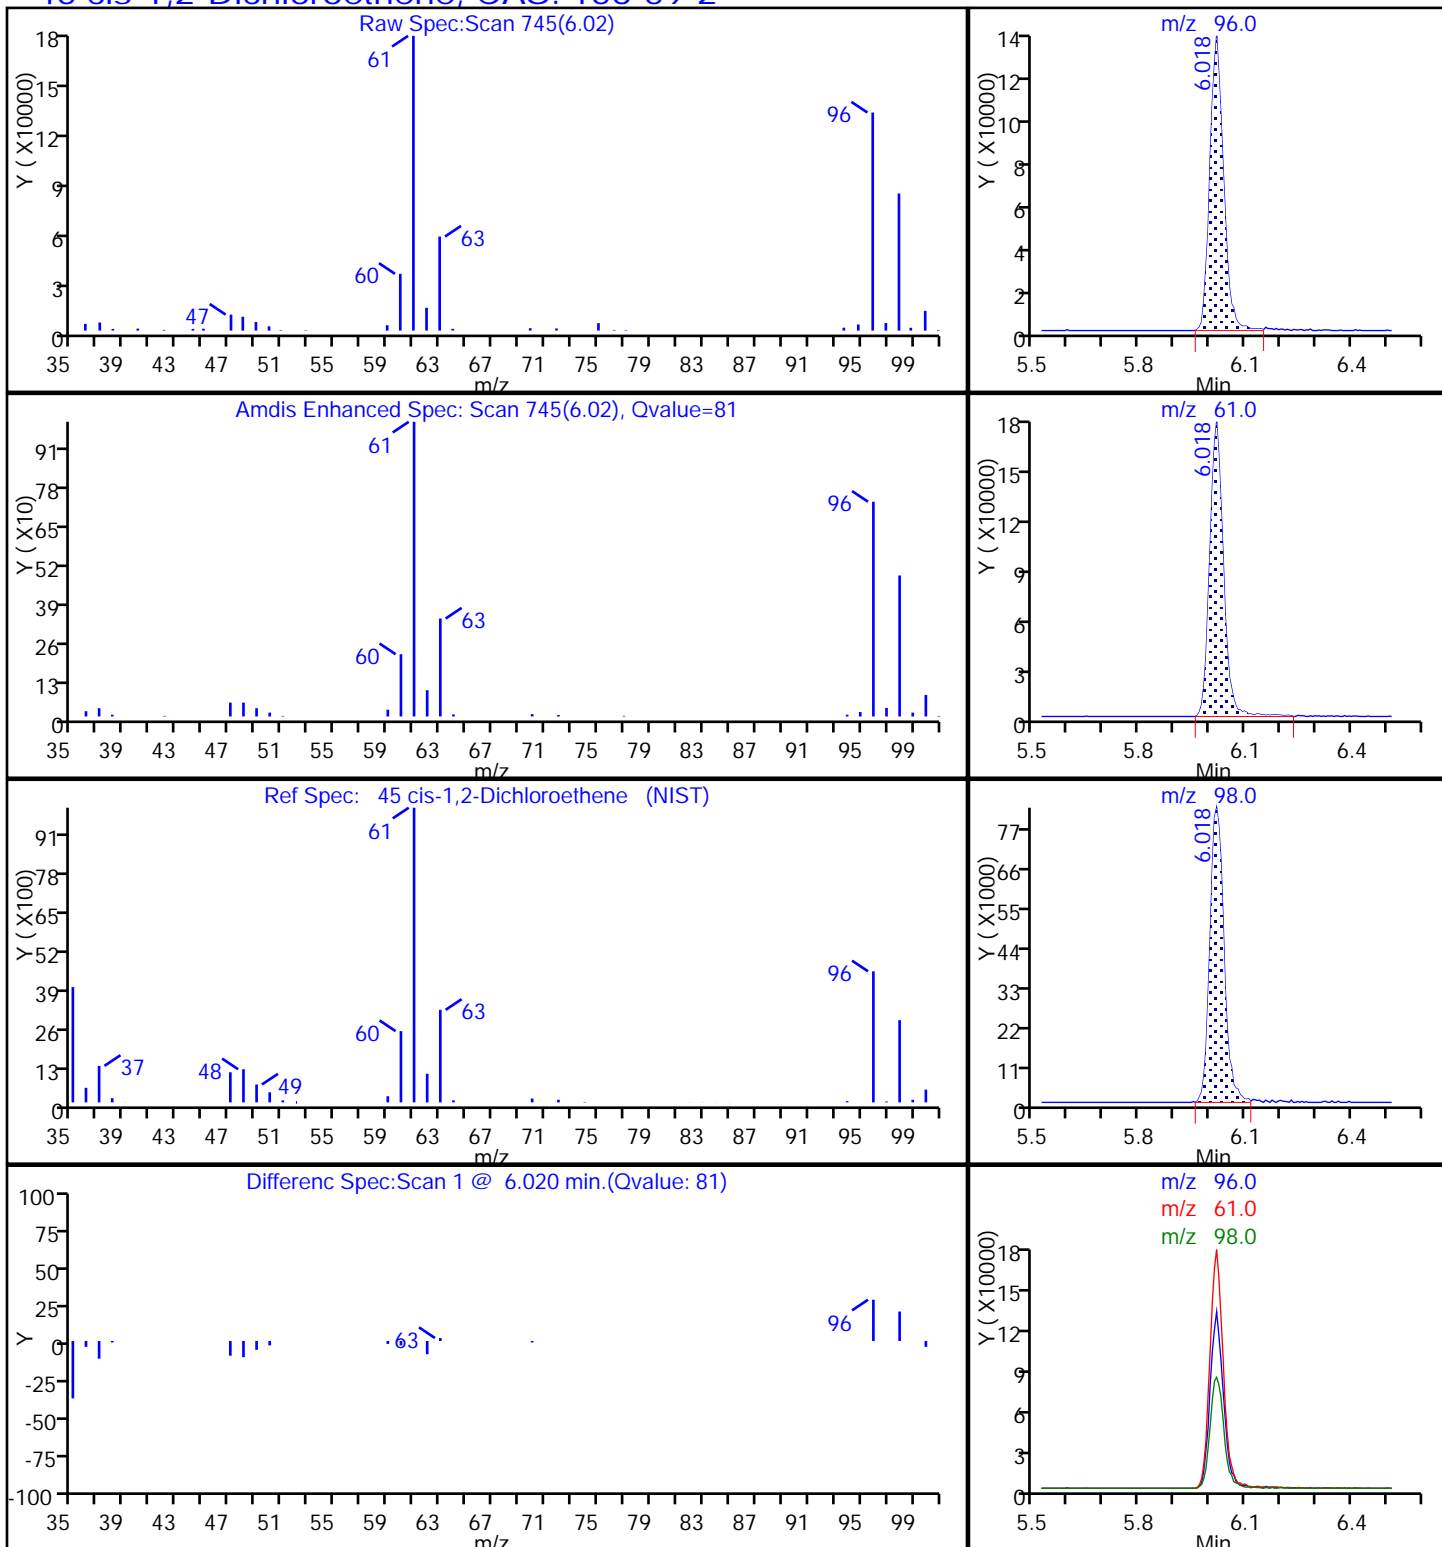 45 cis-1,2-Dichloroethene, CAS: 156-59-2
Raw Spec:Scan 745(6.02)
Y ( X10000)
18
15
12
9
6
3
0
61
96
63
60
47
35 39 43 47 51 55 59 63 67 71 75 79 83 87 91 95 99
m/z
m/z 96.0
Y ( X10000)
14
12
10
8
6
4
2
0
6.018
5.5 5.8 6.1 6.4
Min
Amdis Enhanced Spec: Scan 745(6.02), Qvalue=81
Y ( X10)
91
78
65
52
39
26
13
0
61
96
63
60
35 39 43 47 51 55 59 63 67 71 75 79 83 87 91 95 99
m/z
m/z 61.0
Y ( X10000)
18
15
12
9
6
3
0
6.018
5.5 5.8 6.1 6.4
Min
Ref Spec: 45 cis-1,2-Dichloroethene (NIST)
Y ( X100)
91
78
65
52
39
26
13
0
61
96
63
60
37
48
49
35 39 43 47 51 55 59 63 67 71 75 79 83 87 91 95 99
m/z
m/z 98.0
Y ( X1000)
77
66
55
44
33
22
11
0
6.018
5.5 5.8 6.1 6.4
Min
Differenc Spec:Scan 1 @ 6.020 min.(Qvalue: 81)
Y
100
75
50
25
0
-25
-50
-75
-100
63
96
35 39 43 47 51 55 59 63 67 71 75 79 83 87 91 95 99
m/z
m/z 96.0
m/z 61.0
m/z 98.0
Y ( X10000)
18
15
12
9
6
3
0
5.5 5.8 6.1 6.4
Min